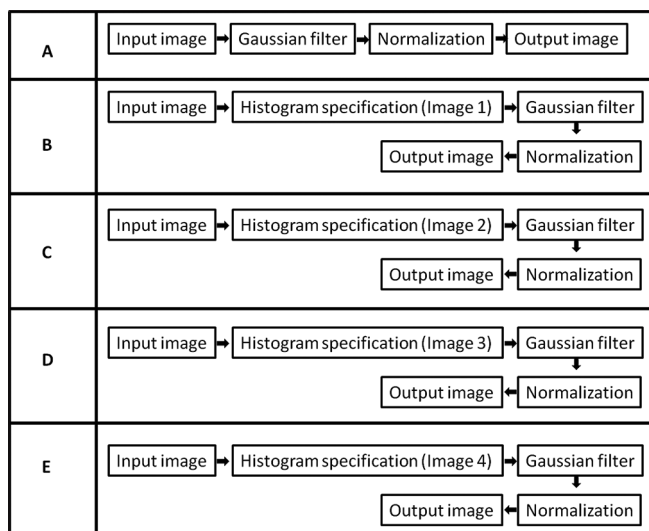 A
Input image Gaussian filter Normalization Output image
B
Input image Histogram specification (Image 1) Gaussian filter
Output image Normalization
C
Input image Histogram specification (Image 2) Gaussian filter
Output image Normalization
D
Input image Histogram specification (Image 3) Gaussian filter
Output image Normalization
E
Input image Histogram specification (Image 4) Gaussian filter
Output image Normalization